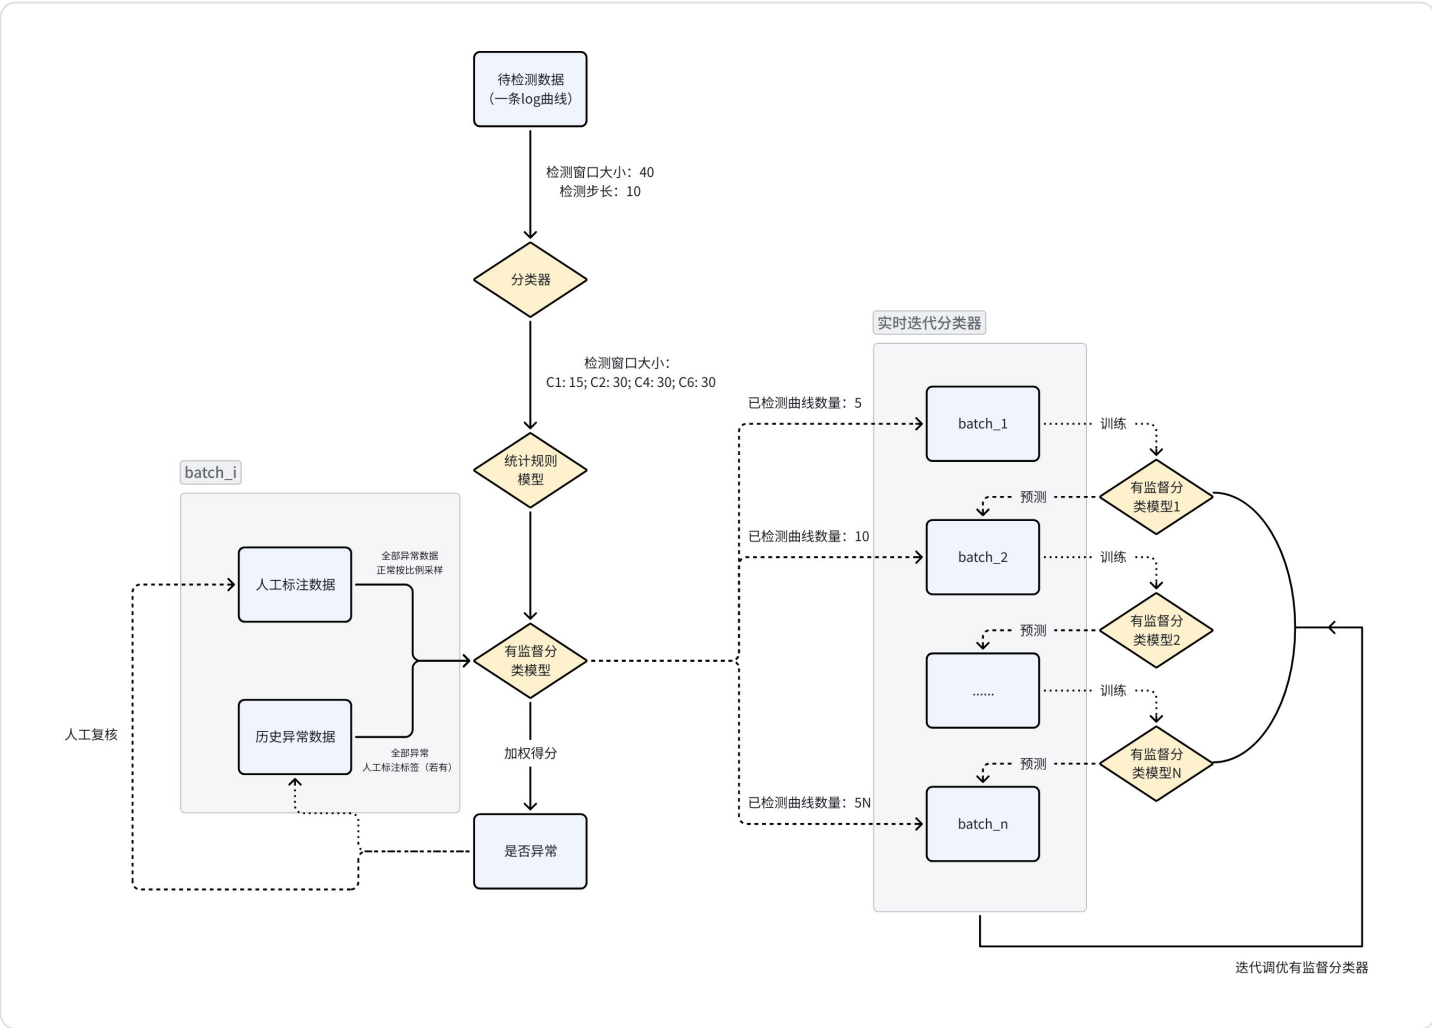 待检测数据
（一条log曲线）
检测窗口大小：40
检测步长：10
分类器
检测窗口大小：
C1: 15; C2: 30; C4: 30; C6: 30
统计规则
模型
batch_i
人工标注数据
全部异常数据
正常按比例采样
历史异常数据
全部异常
人工标注标签（若有）
人工复核
有监督分
类模型
加权得分
是否异常
实时迭代分类器
已检测曲线数量：5
batch_1
训练
有监督分
类模型1
预测
已检测曲线数量：10
batch_2
训练
有监督分
类模型2
预测
......
训练
有监督分
类模型N
预测
已检测曲线数量：5N
batch_n
迭代调优有监督分类器